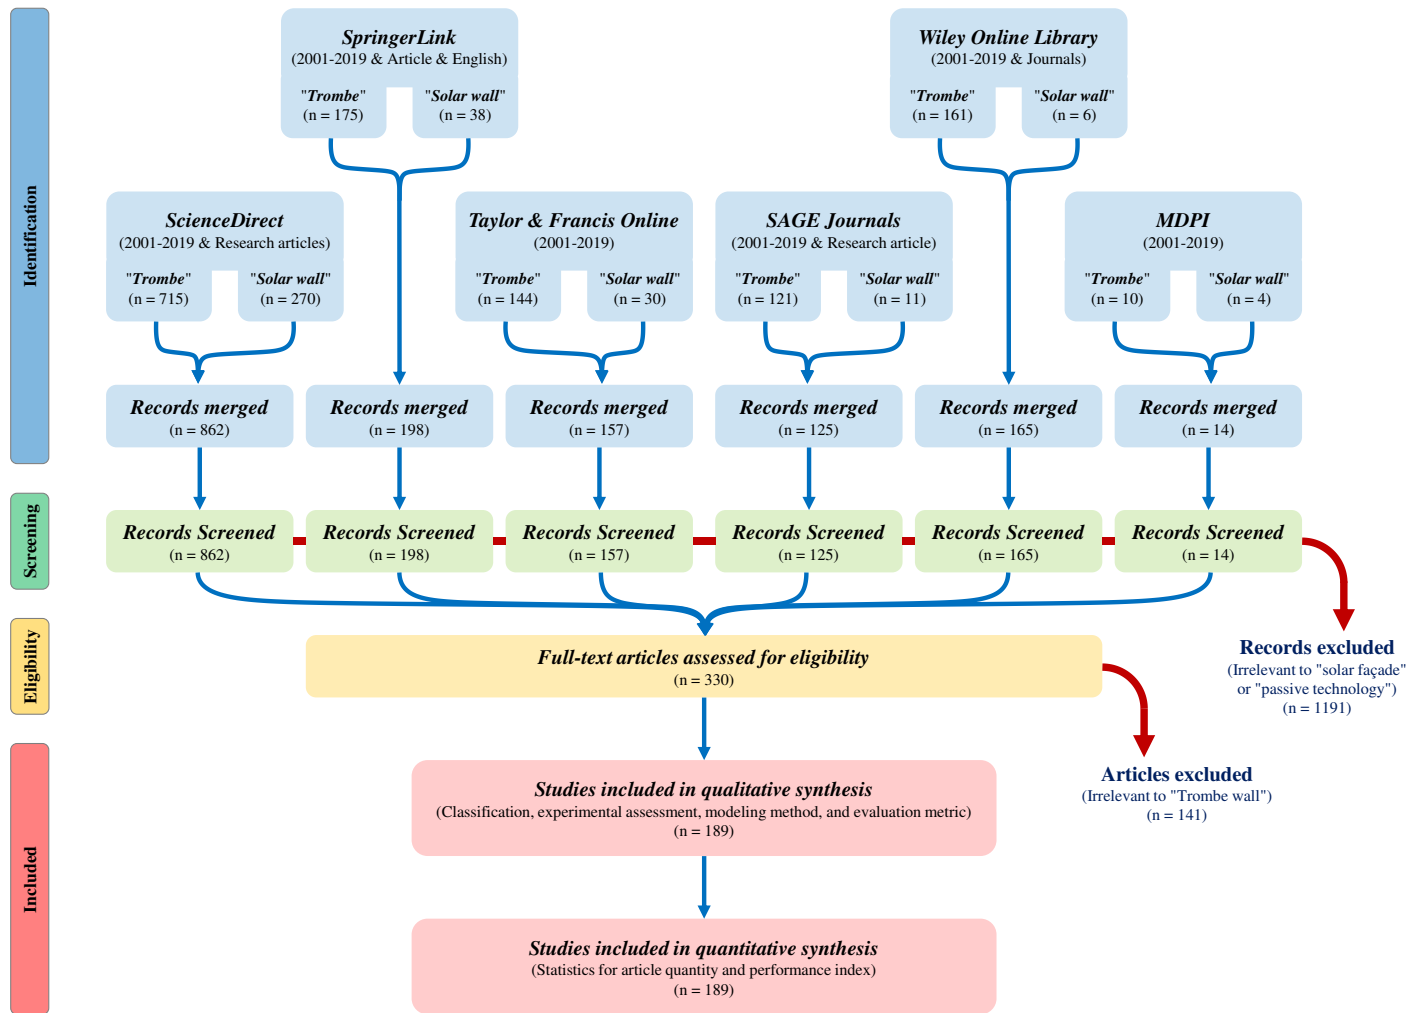 Identification
SpringerLink
(2001-2019 & Article & English)
"Trombe"
(n = 175)
"Solar wall"
(n = 38)
Wiley Online Library
(2001-2019 & Journals)
"Trombe"
(n = 161)
"Solar wall"
(n = 6)
ScienceDirect
(2001-2019 & Research articles)
"Trombe"
(n = 715)
"Solar wall"
(n = 270)
Taylor & Francis Online
(2001-2019)
"Trombe"
(n = 144)
"Solar wall"
(n = 30)
SAGE Journals
(2001-2019 & Research article)
"Trombe"
(n = 121)
"Solar wall"
(n = 11)
MDPI
(2001-2019)
"Trombe"
(n = 10)
"Solar wall"
(n = 4)
Records merged
(n = 862)
Records merged
(n = 198)
Records merged
(n = 157)
Records merged
(n = 125)
Records merged
(n = 165)
Records merged
(n = 14)
Screening
Records Screened
(n = 862)
Records Screened
(n = 198)
Records Screened
(n = 157)
Records Screened
(n = 125)
Records Screened
(n = 165)
Records Screened
(n = 14)
Records excluded
(Irrelevant to "solar façade"
or "passive technology")
(n = 1191)
Eligibility
Full-text articles assessed for eligibility
(n = 330)
Articles excluded
(Irrelevant to "Trombe wall")
(n = 141)
Included
Studies included in qualitative synthesis
(Classification, experimental assessment, modeling method, and evaluation metric)
(n = 189)
Studies included in quantitative synthesis
(Statistics for article quantity and performance index)
(n = 189)